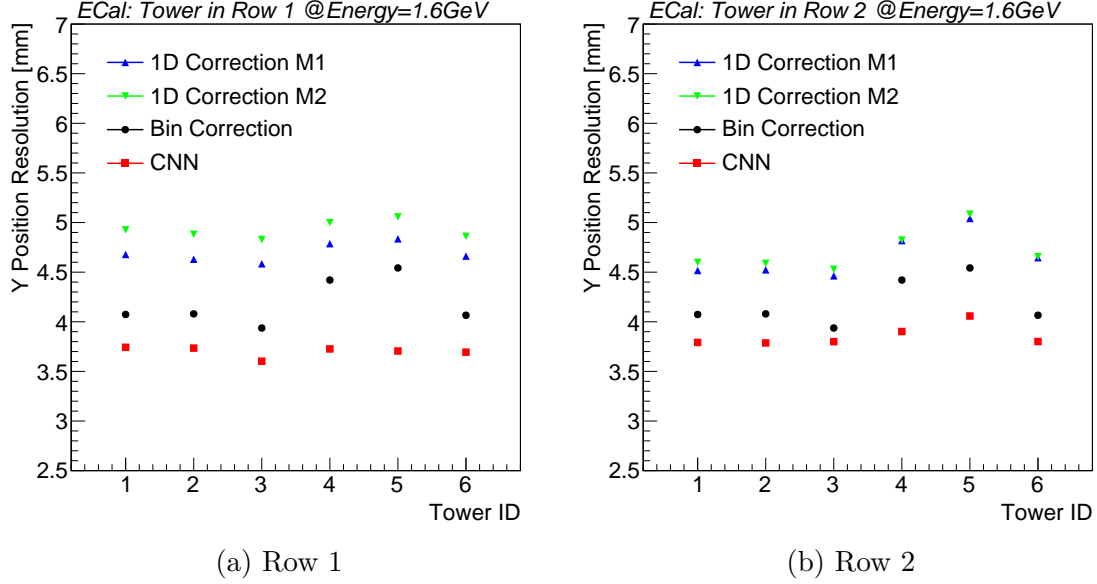 ECal: Tower in Row 1 @Energy=1.6GeV
Y Position Resolution [mm]
7
6.5
6
5.5
5
4.5
4
3.5
3
2.5
1D Correction M1
1D Correction M2
Bin Correction
CNN
1 2 3 4 5 6
Tower ID
(a) Row 1
ECal: Tower in Row 2 @Energy=1.6GeV
Y Position Resolution [mm]
7
6.5
6
5.5
5
4.5
4
3.5
3
2.5
1D Correction M1
1D Correction M2
Bin Correction
CNN
1 2 3 4 5 6
Tower ID
(b) Row 2